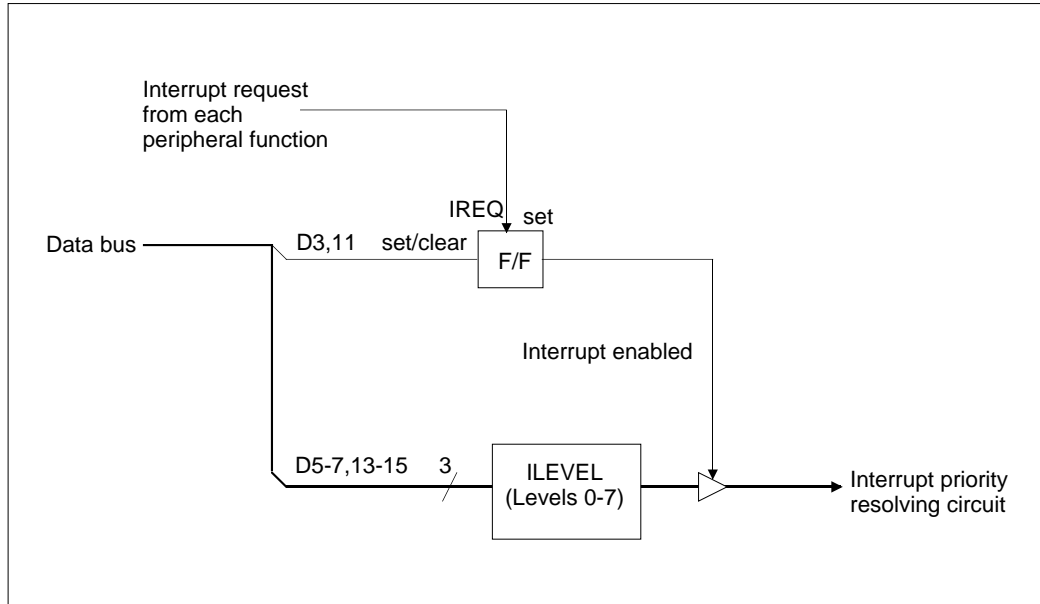 Interrupt request
from each
peripheral function
IREQ
set
Data bus
D3,11
set/clear
F/F
Interrupt enabled
D5-7,13-15
3
ILEVEL
(Levels 0-7)
Interrupt priority
resolving circuit